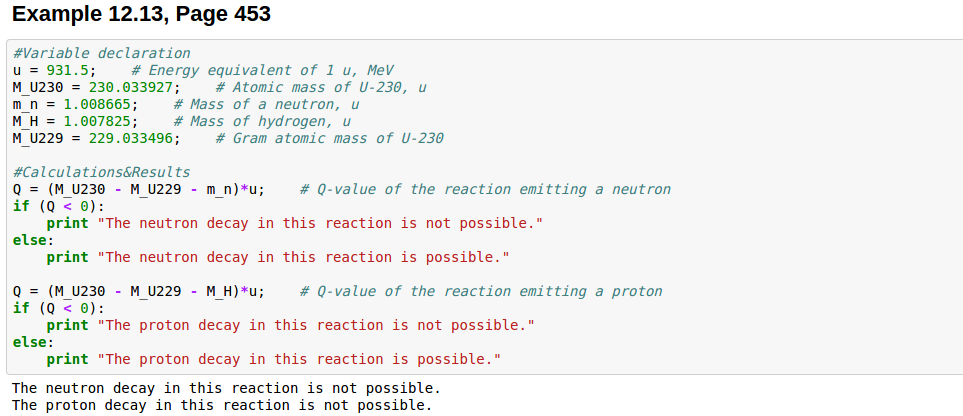 Example 12.13, Page 453
#Variable declaration
u = 931.5;    # Energy equivalent of 1 u, MeV
M_U230 = 230.033927;    # Atomic mass of U-230, u
m_n = 1.008665;    # Mass of a neutron, u
M_H = 1.007825;    # Mass of hydrogen, u
M_U229 = 229.033496;    # Gram atomic mass of U-230
#Calculations&Results
Q = (M_U230 - M_U229 - m_n)*u;    # Q-value of the reaction emitting a neutron
if (Q < 0):
    print "The neutron decay in this reaction is not possible."
else:
    print "The neutron decay in this reaction is possible."
Q = (M_U230 - M_U229 - M_H)*u;    # Q-value of the reaction emitting a proton
if (Q < 0):
    print "The proton decay in this reaction is not possible."
else:
    print "The proton decay in this reaction is possible."
The neutron decay in this reaction is not possible.
The proton decay in this reaction is not possible.